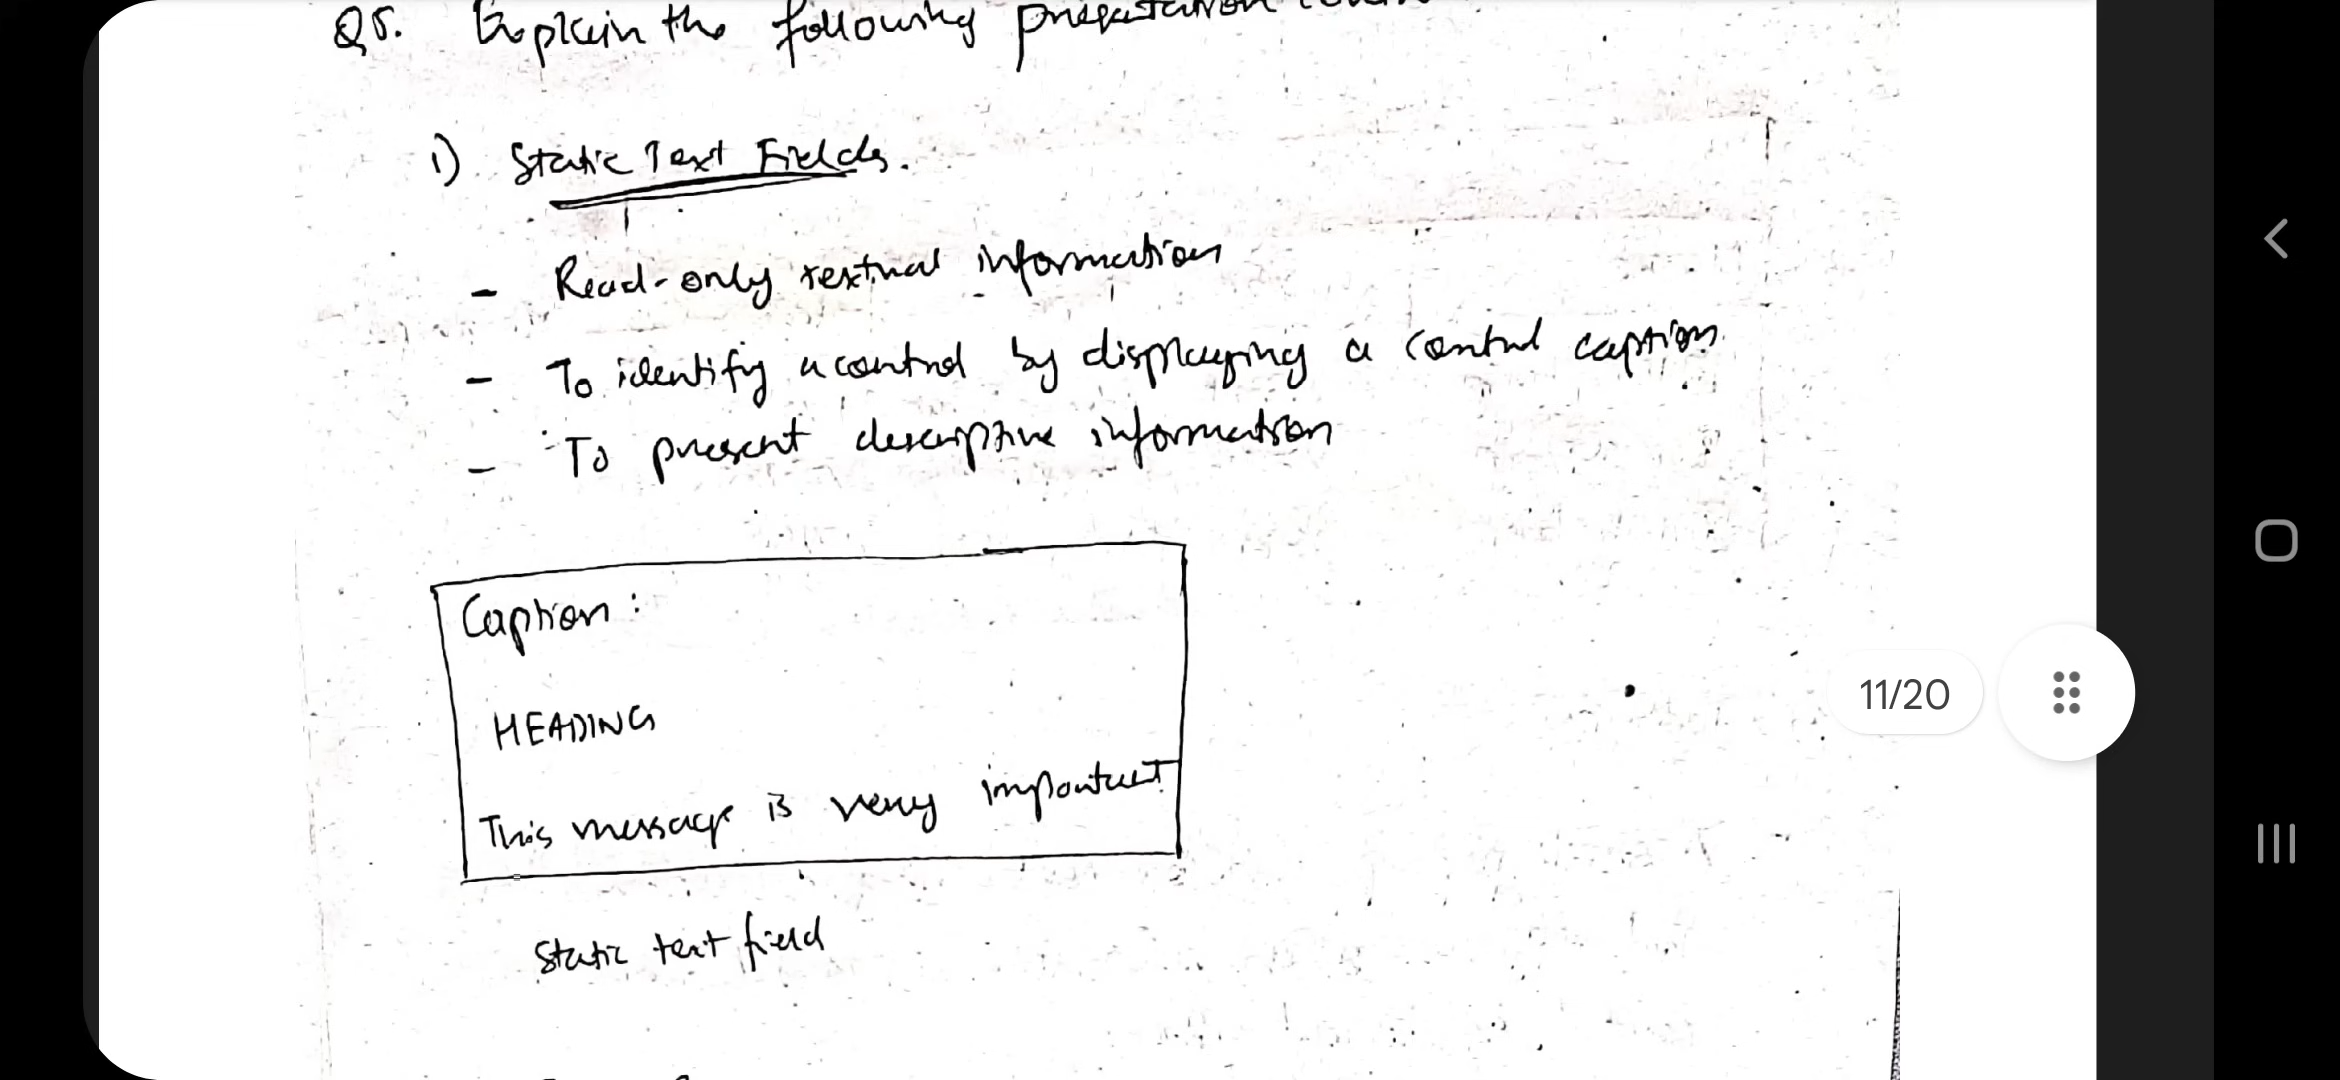 Q5. Explain the following presentation
1) Static Text Fields.
- Read-only textual information
- To identify a control by displaying a control caption.
- To present descriptive information
Caption:
HEADING
This message is very important!
Static text field
11/20